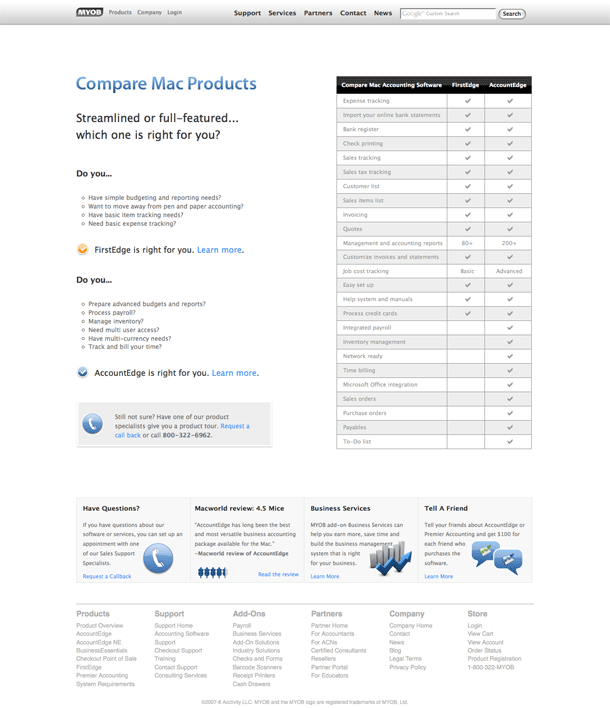 MYOB Products Company Login Support Services Partners Contact News Google™ Custom Search Search
Compare Mac Products
Streamlined or full-featured...
which one is right for you?
Do you...
Have simple budgeting and reporting needs?
Want to move away from pen and paper accounting?
Have basic item tracking needs?
Need basic expense tracking?
FirstEdge is right for you. Learn more.
Do you...
Prepare advanced budgets and reports?
Process payroll?
Manage inventory?
Need multi user access?
Have multi-currency needs?
Track and bill your time?
AccountEdge is right for you. Learn more.
Still not sure? Have one of our product
specialists give you a product tour. Request a
call back or call 800-322-6962.
Compare Mac Accounting Software FirstEdge AccountEdge
Expense tracking
Import your online bank statements
Bank register
Check printing
Sales tracking
Sales tax tracking
Customer list
Sales items list
Invoicing
Quotes
Management and accounting reports 80+ 200+
Customize invoices and statements
Job cost tracking Basic Advanced
Easy set up
Help system and manuals
Process credit cards
Integrated payroll
Inventory management
Network ready
Time billing
Microsoft Office integration
Sales orders
Purchase orders
Payables
To-Do list
Have Questions?
If you have questions about our
software or services, you can set up an
appointment with one
of our Sales Support
Specialists.
Request a Callback
Macworld review: 4.5 Mice
"AccountEdge has long been the best
and most versatile business accounting
package available for the Mac."
-Macworld review of AccountEdge
Read the review
Business Services
MYOB add-on Business Services can
help you earn more, save time and
build the business management
system that is right
for your business.
Learn More
Tell A Friend
Tell your friends about AccountEdge or
Premier Accounting and get $100 for
each friend who
purchases the
software.
Learn More
Products
Product Overview
AccountEdge
AccountEdge NE
BusinessEssentials
Checkout Point of Sale
FirstEdge
Premier Accounting
System Requirements
Support
Support Home
Accounting Software
Support
Checkout Support
Training
Contact Support
Consulting Services
Add-Ons
Payroll
Business Services
Add-On Solutions
Industry Solutions
Checks and Forms
Barcode Scanners
Receipt Printers
Cash Drawers
Partners
Partner Home
For Accountants
For ACNs
Certified Consultants
Resellers
Partner Portal
For Educators
Company
Company Home
Contact
News
Blog
Legal Terms
Privacy Policy
Store
Login
View Cart
View Account
Order Status
Product Registration
1-800-322-MYOB
©2007-8 Acclivity LLC. MYOB and the MYOB logo are registered trademarks of MYOB, Ltd.